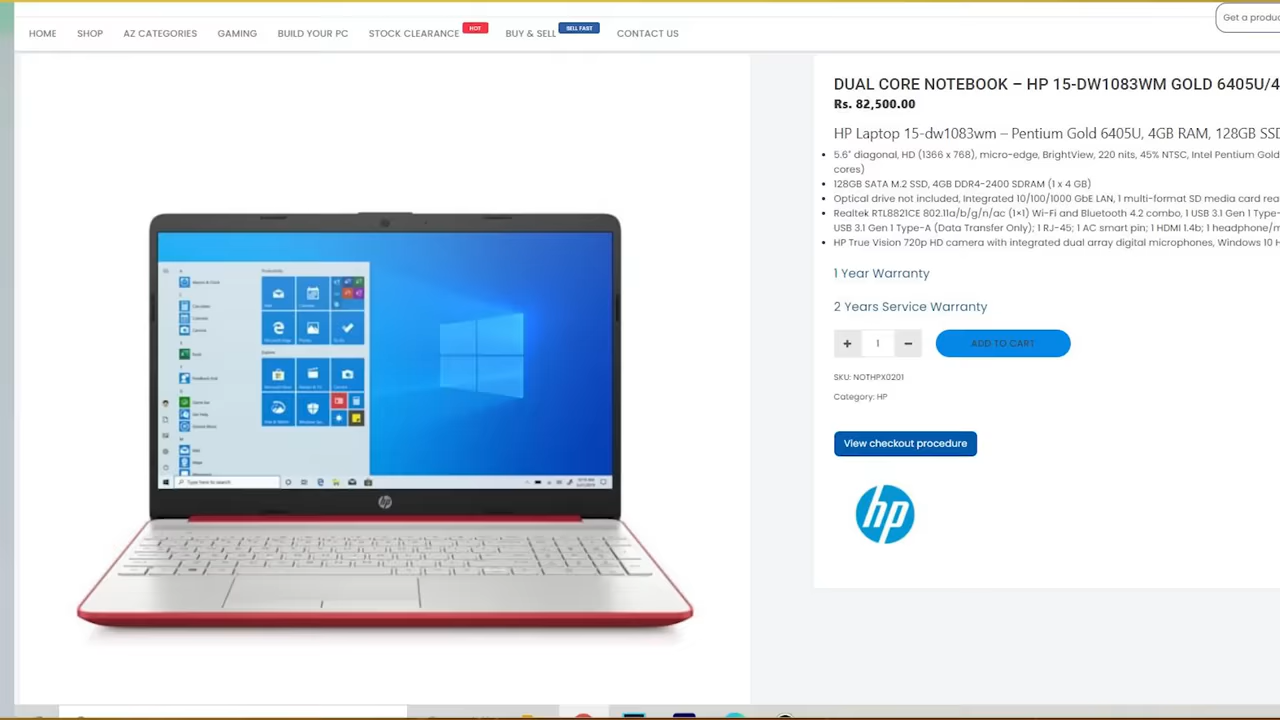 Get a produc
HOME SHOP AZ CATEGORIES GAMING BUILD YOUR PC STOCK CLEARANCE HOT BUY & SELL SELL FAST CONTACT US
DUAL CORE NOTEBOOK – HP 15-DW1083WM GOLD 6405U/4
Rs. 82,500.00
HP Laptop 15-dw1083wm – Pentium Gold 6405U, 4GB RAM, 128GB SSD
5.6" diagonal, HD (1366 x 768), micro-edge, BrightView, 220 nits, 45% NTSC, Intel Pentium Gold
cores)
128GB SATA M.2 SSD, 4GB DDR4-2400 SDRAM (1 x 4 GB)
Optical drive not included, Integrated 10/100/1000 GbE LAN, 1 multi-format SD media card rea
Realtek RTL8821CE 802.11a/b/g/n/ac (1×1) Wi-Fi and Bluetooth 4.2 combo, 1 USB 3.1 Gen 1 Type-
USB 3.1 Gen 1 Type-A (Data Transfer Only); 1 RJ-45; 1 AC smart pin; 1 HDMI 1.4b; 1 headphone/m
HP True Vision 720p HD camera with integrated dual array digital microphones, Windows 10 H
1 Year Warranty
2 Years Service Warranty
+ 1 − ADD TO CART
SKU: NOTHPX0201
Category: HP
View checkout procedure
hp
Productivity
Explore
Type here to search
hp